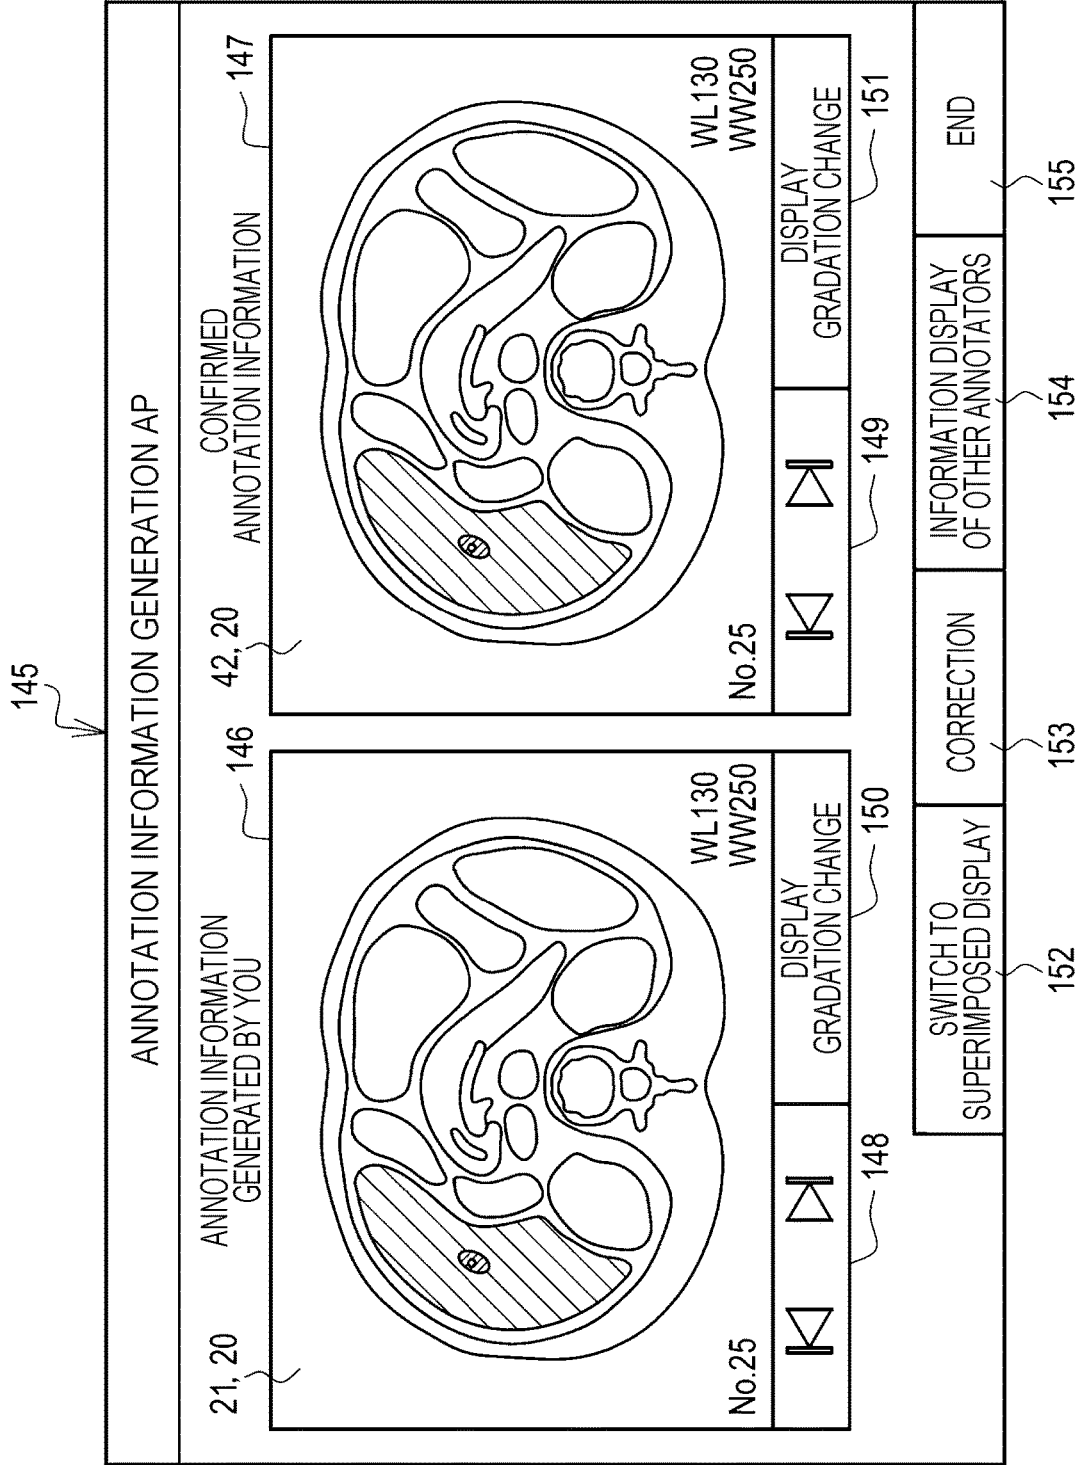 145
ANNOTATION INFORMATION GENERATION AP
ANNOTATION INFORMATION
GENERATED BY YOU
21, 20
146
No.25
WL130
WW250
DISPLAY
GRADATION CHANGE
148
150
CONFIRMED
ANNOTATION INFORMATION
42, 20
147
No.25
WL130
WW250
DISPLAY
GRADATION CHANGE
149
151
SWITCH TO
SUPERIMPOSED DISPLAY
CORRECTION
INFORMATION DISPLAY
OF OTHER ANNOTATORS
END
152
153
154
155